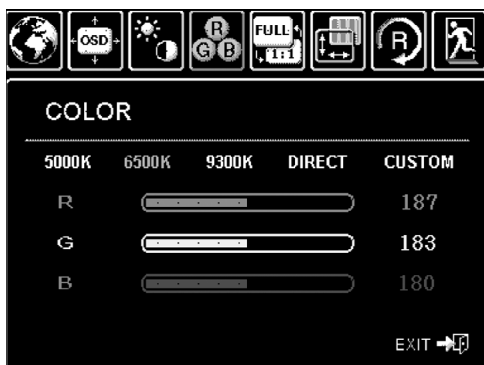 OSD R G B FULL 1:1 R
COLOR
5000K 6500K 9300K DIRECT CUSTOM
R 187
G 183
B 180
EXIT